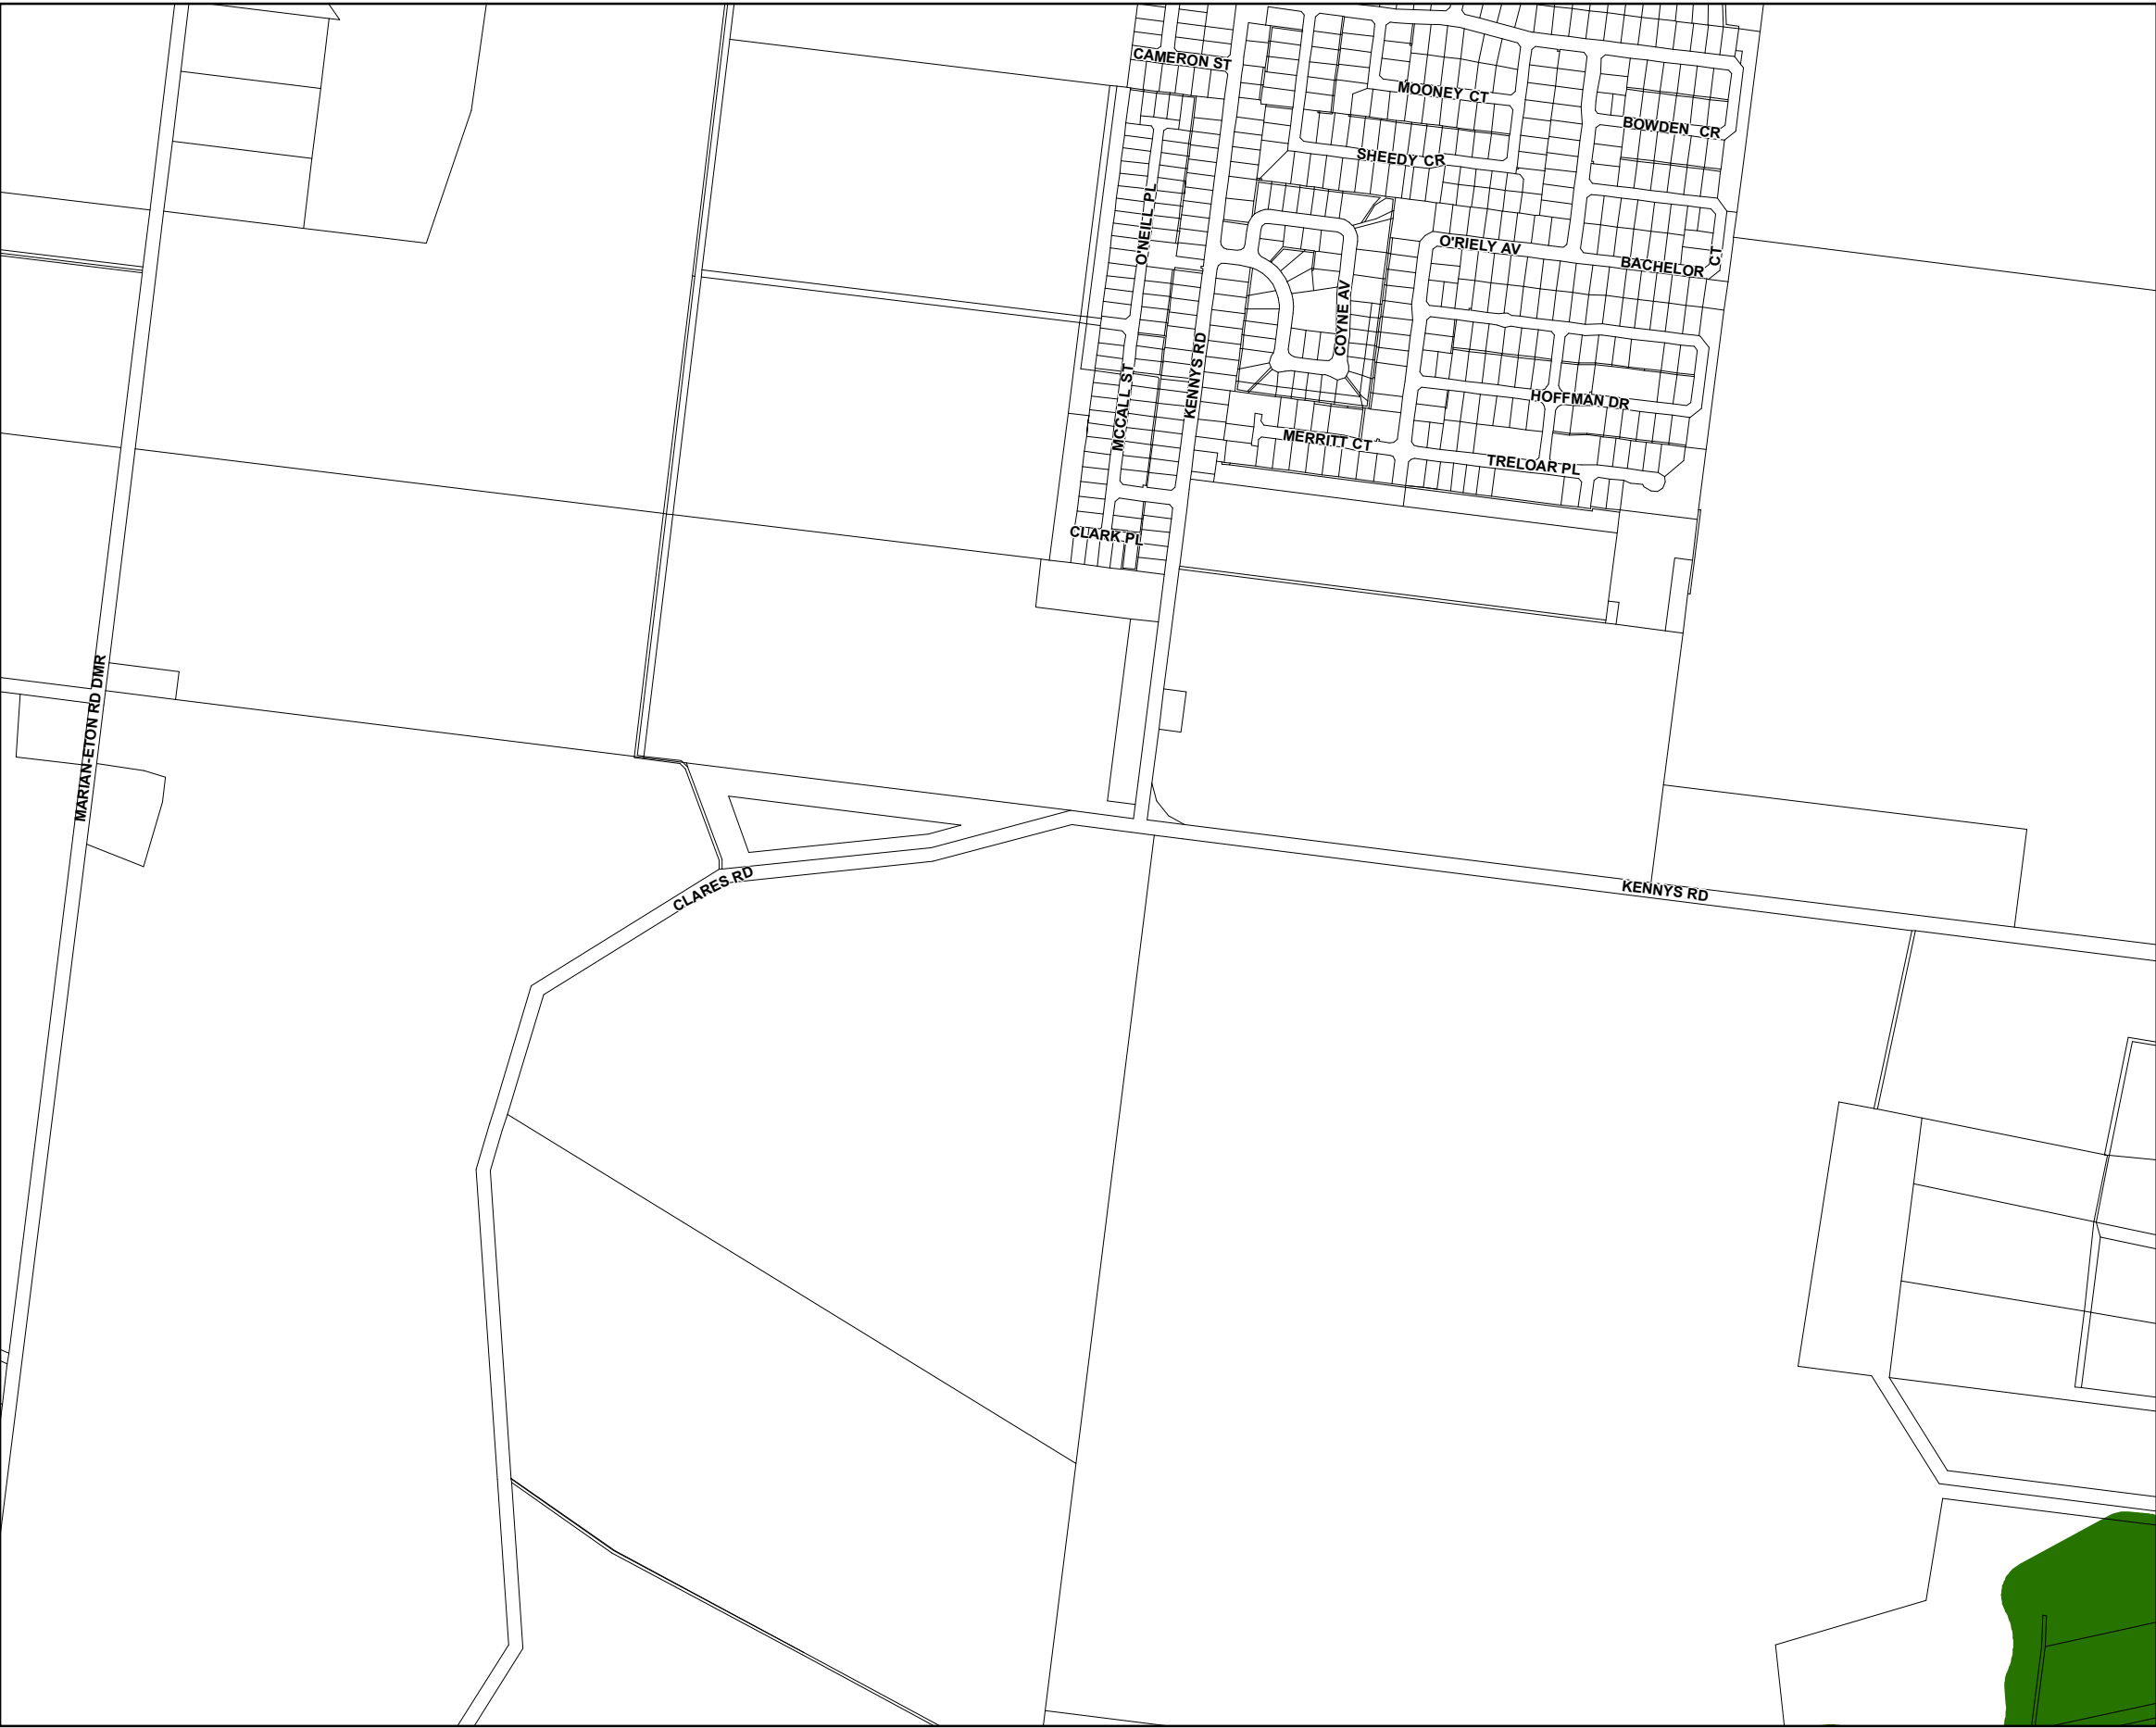 CAMERON ST
MOONEY CT
BOWDEN CR
SHEEDY CR
O'NEILL PL
O'RIELY AV
BACHELOR CT
COYNE AV
KENNYS RD
MCCALL ST
HOFFMAN DR
MERRITT CT
TRELOAR PL
CLARK PL
MARIAN-ETON RD DMR
CLARES RD
KENNYS RD